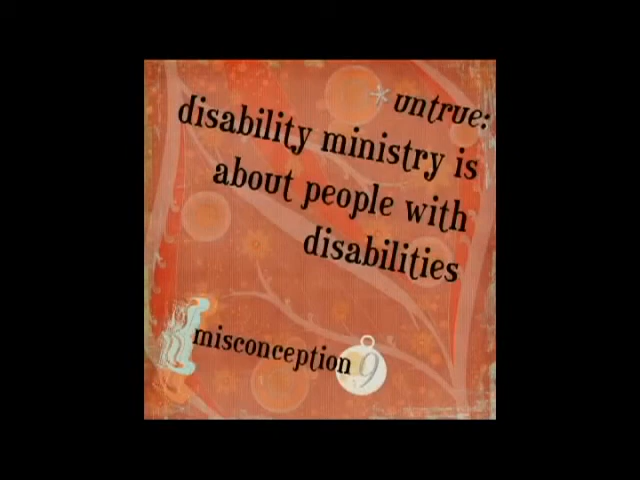 * untrue:
disability ministry is
about people with
disabilities
misconception 9